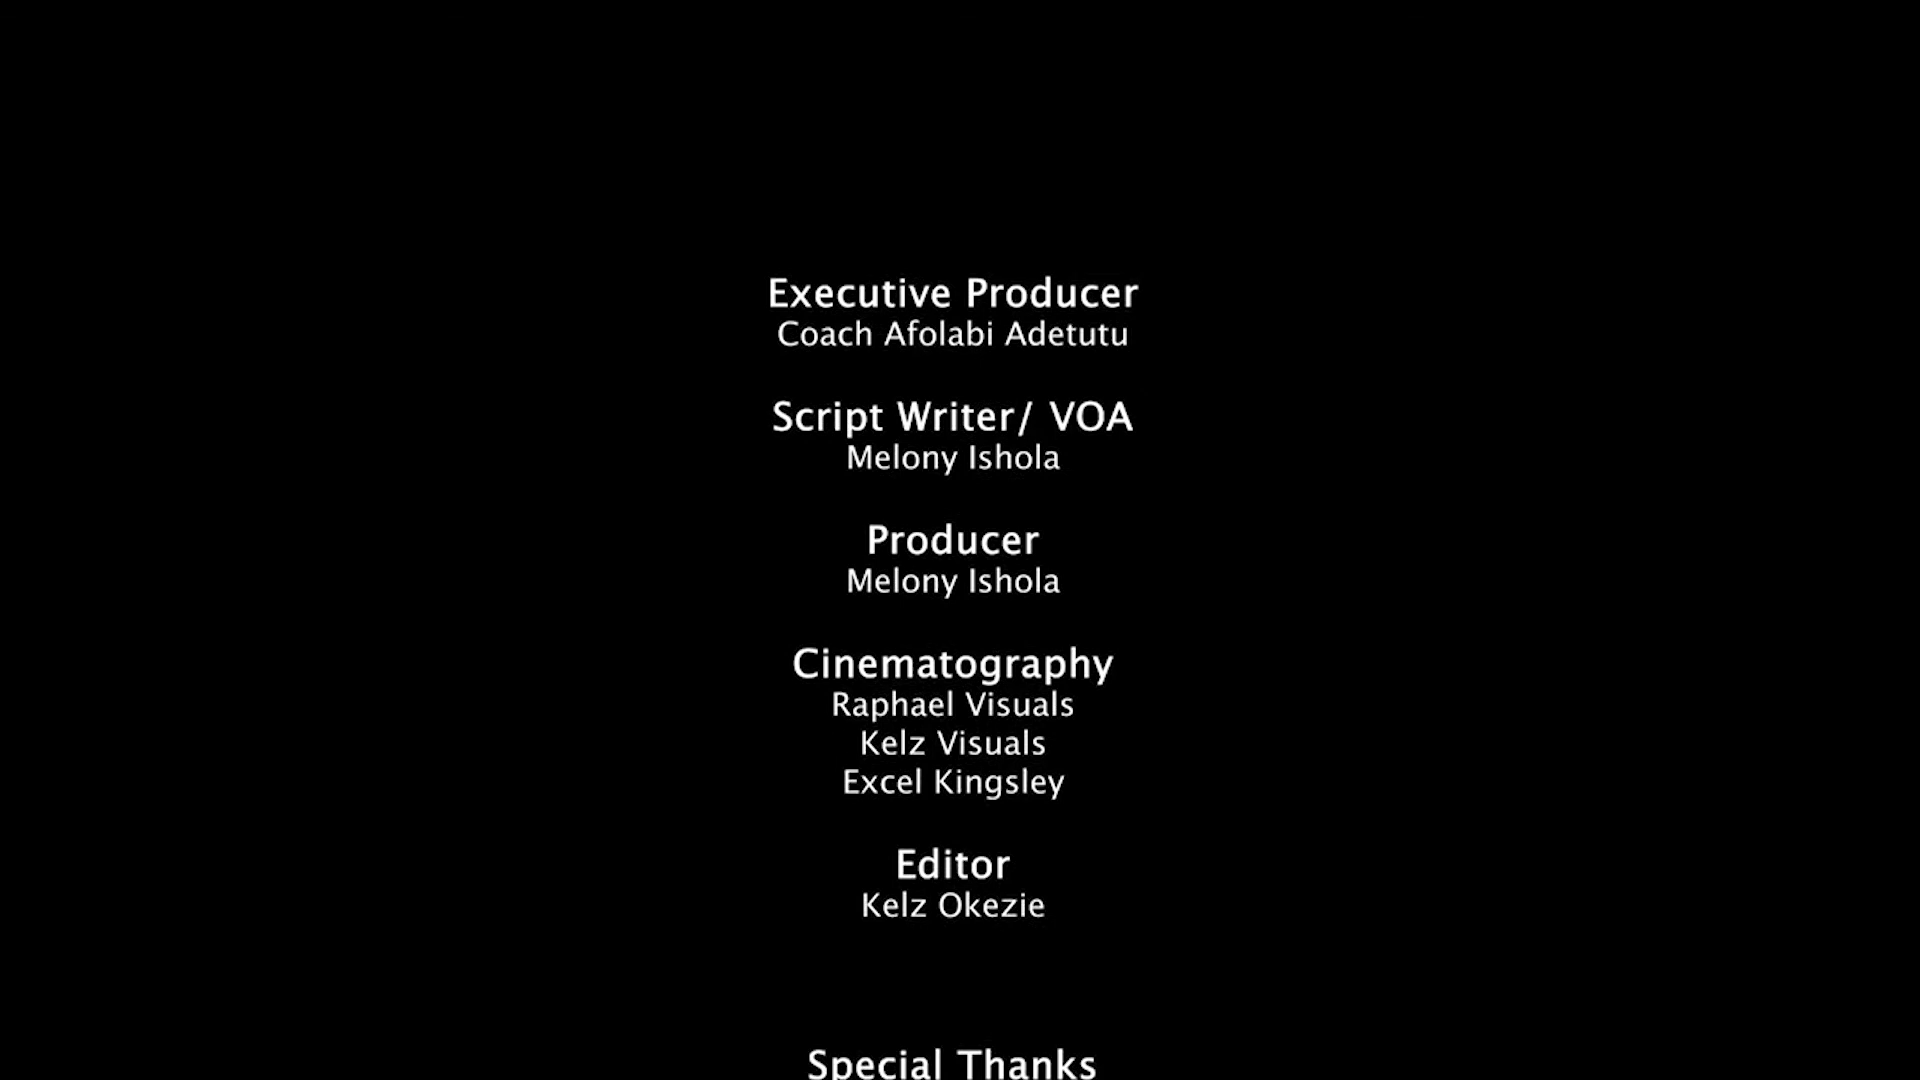 Executive Producer
Coach Afolabi Adetutu
Script Writer/ VOA
Melony Ishola
Producer
Melony Ishola
Cinematography
Raphael Visuals
Kelz Visuals
Excel Kingsley
Editor
Kelz Okezie
Special Thanks